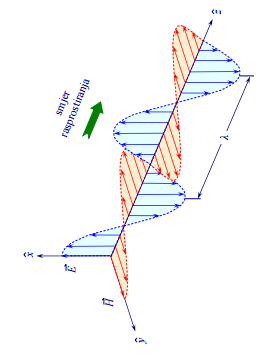 smjer
rasprostiranja
ẑ
λ
x̂
E⃗
H⃗
ŷ